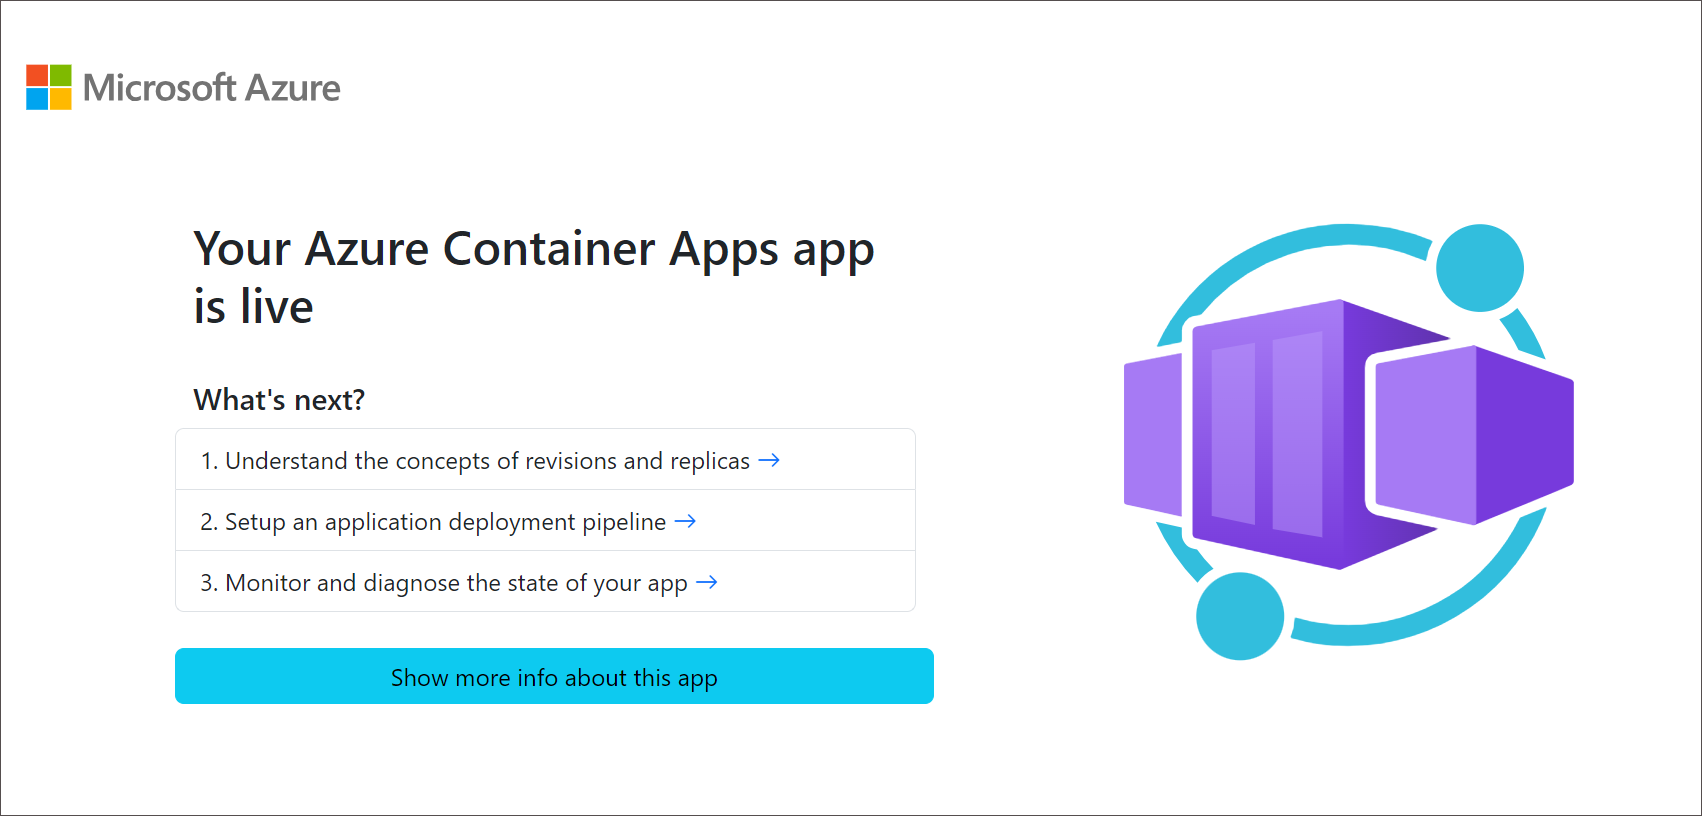 Microsoft Azure
Your Azure Container Apps app
is live
What's next?
1. Understand the concepts of revisions and replicas →
2. Setup an application deployment pipeline →
3. Monitor and diagnose the state of your app →
Show more info about this app